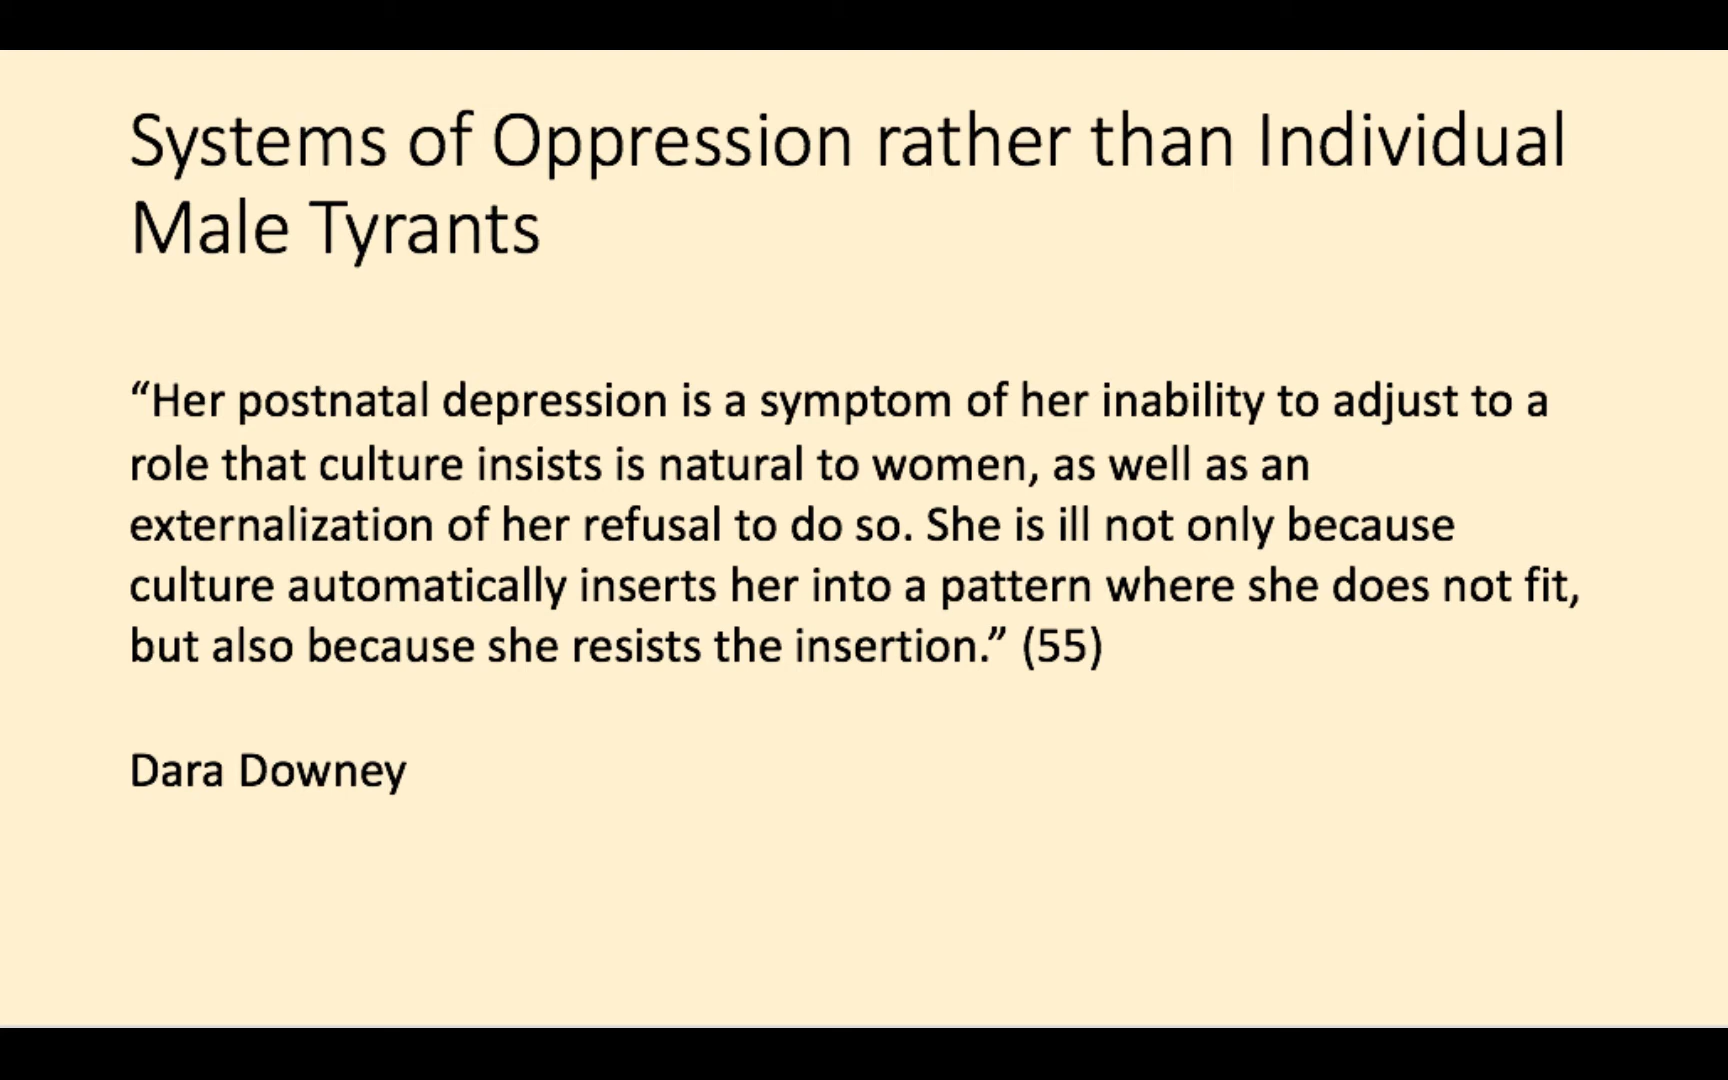 Systems of Oppression rather than Individual
Male Tyrants
“Her postnatal depression is a symptom of her inability to adjust to a
role that culture insists is natural to women, as well as an
externalization of her refusal to do so. She is ill not only because
culture automatically inserts her into a pattern where she does not fit,
but also because she resists the insertion.” (55)
Dara Downey